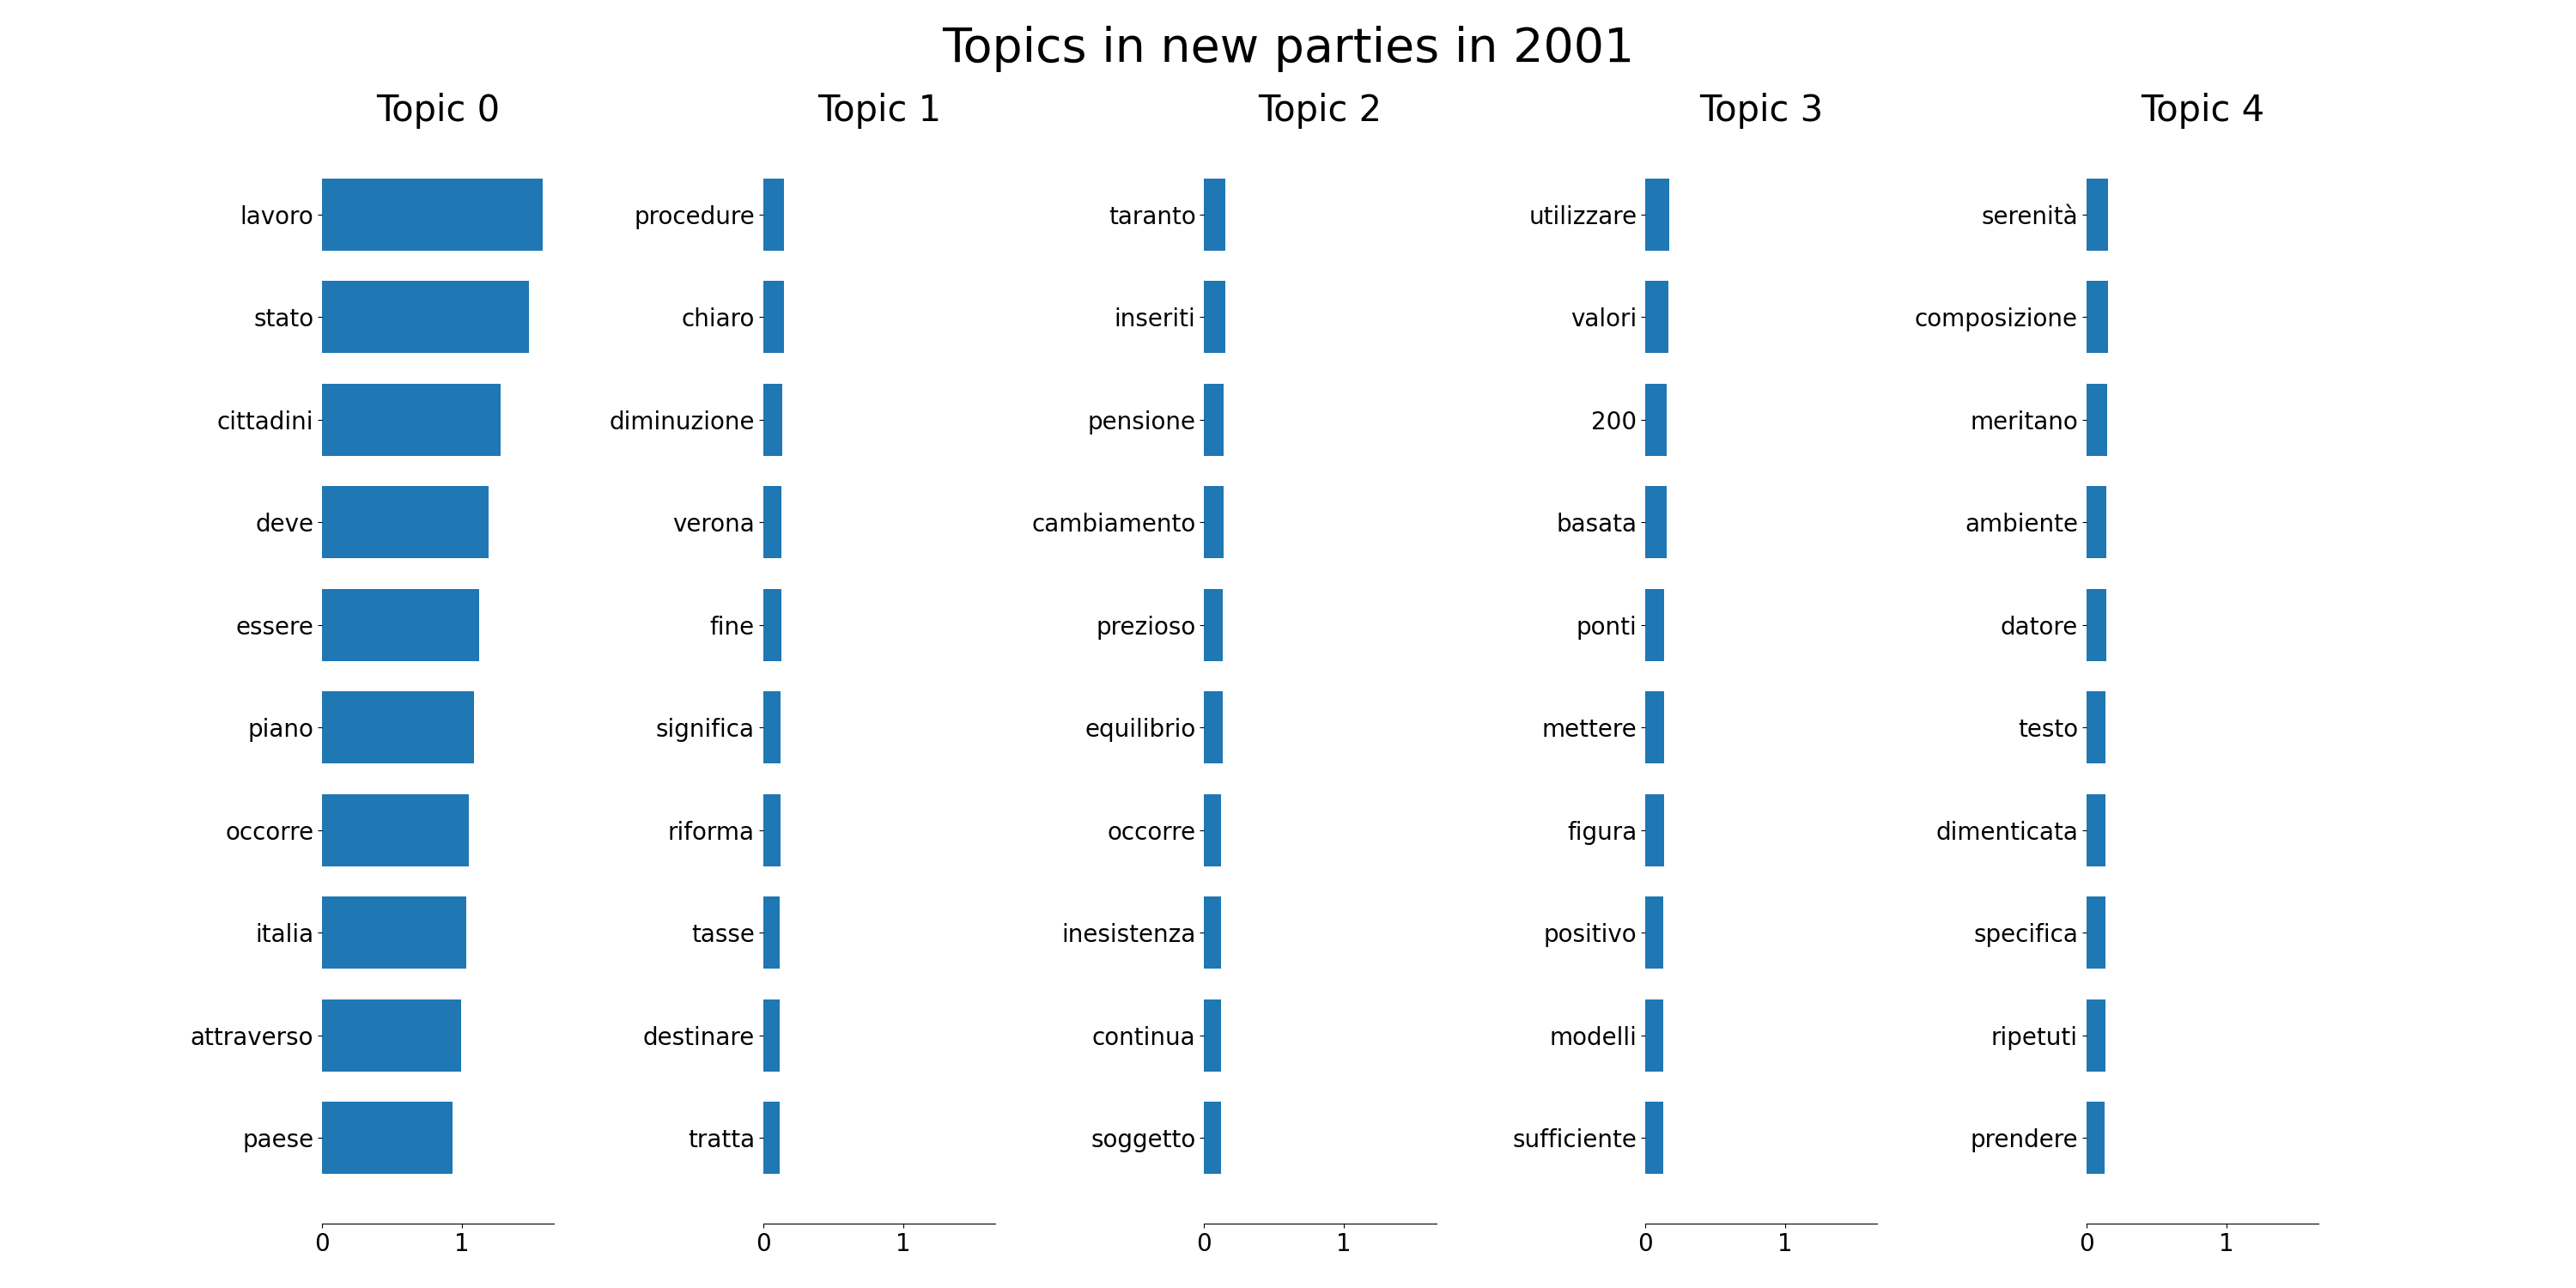 Topics in new parties in 2001
Topic 0
lavoro
stato
cittadini
deve
essere
piano
occorre
italia
attraverso
paese
0 1
Topic 1
procedure
chiaro
diminuzione
verona
fine
significa
riforma
tasse
destinare
tratta
0 1
Topic 2
taranto
inseriti
pensione
cambiamento
prezioso
equilibrio
occorre
inesistenza
continua
soggetto
0 1
Topic 3
utilizzare
valori
200
basata
ponti
mettere
figura
positivo
modelli
sufficiente
0 1
Topic 4
serenità
composizione
meritano
ambiente
datore
testo
dimenticata
specifica
ripetuti
prendere
0 1